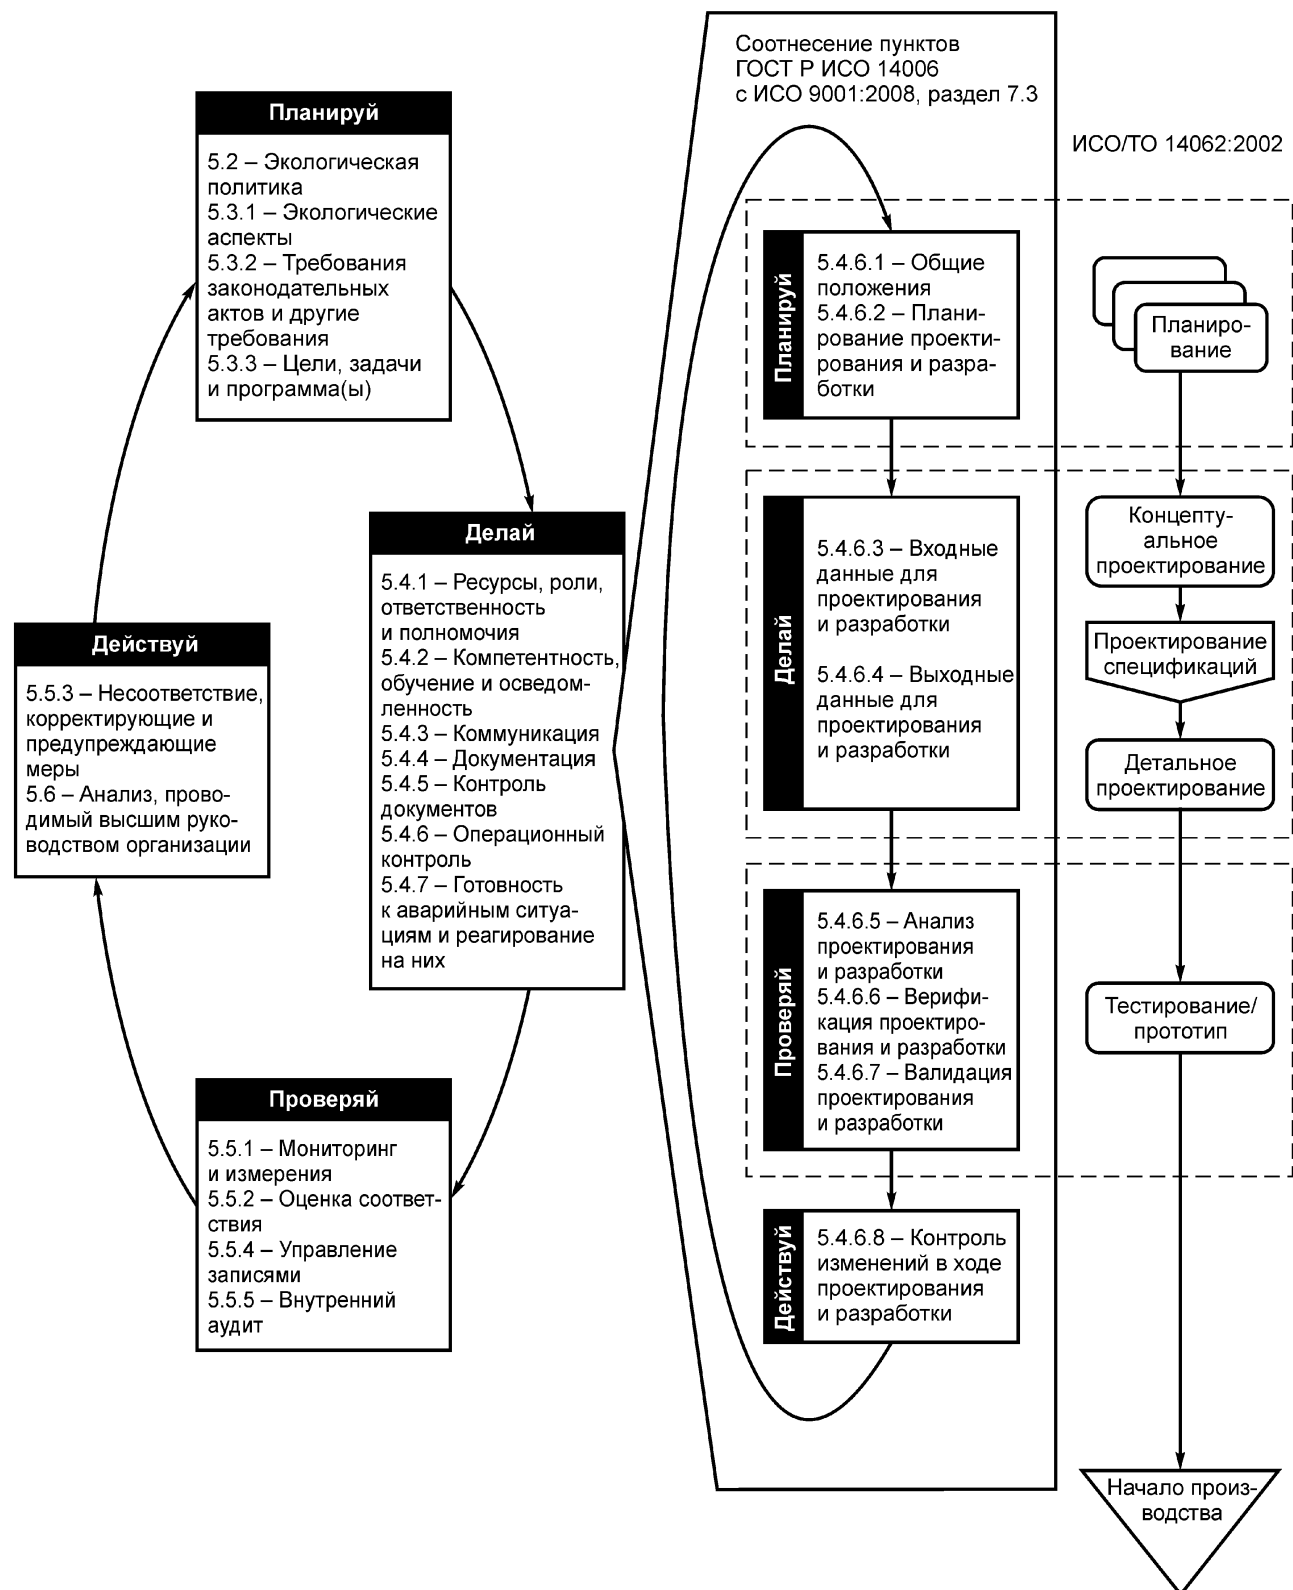 Планируй
5.2 – Экологическая
политика
5.3.1 – Экологические
аспекты
5.3.2 – Требования
законодательных
актов и другие
требования
5.3.3 – Цели, задачи
и программа(ы)
Делай
5.4.1 – Ресурсы, роли,
ответственность
и полномочия
5.4.2 – Компетентность,
обучение и осведом-
ленность
5.4.3 – Коммуникация
5.4.4 – Документация
5.4.5 – Контроль
документов
5.4.6 – Операционный
контроль
5.4.7 – Готовность
к аварийным ситуа-
циям и реагирование
на них
Действуй
5.5.3 – Несоответствие,
корректирующие и
предупреждающие
меры
5.6 – Анализ, прово-
димый высшим руко-
водством организации
Проверяй
5.5.1 – Мониторинг
и измерения
5.5.2 – Оценка соответ-
ствия
5.5.4 – Управление
записями
5.5.5 – Внутренний
аудит
Соотнесение пунктов
ГОСТ Р ИСО 14006
с ИСО 9001:2008, раздел 7.3
Планируй
5.4.6.1 – Общие
положения
5.4.6.2 – Плани-
рование проекти-
рования и разра-
ботки
Делай
5.4.6.3 – Входные
данные для
проектирования
и разработки
5.4.6.4 – Выходные
данные для
проектирования
и разработки
Проверяй
5.4.6.5 – Анализ
проектирования
и разработки
5.4.6.6 – Верифи-
кация проектиро-
вания и разработки
5.4.6.7 – Валидация
проектирования
и разработки
Действуй
5.4.6.8 – Контроль
изменений в ходе
проектирования
и разработки
ИСО/ТО 14062:2002
Планиро-
вание
Концепту-
альное
проектирование
Проектирование
спецификаций
Детальное
проектирование
Тестирование/
прототип
Начало произ-
водства